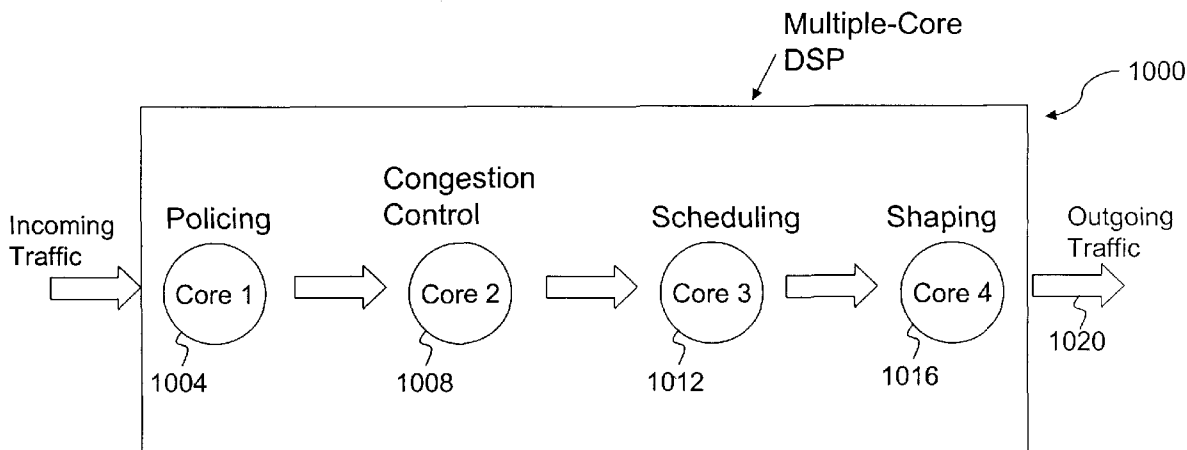 Multiple-Core
DSP
1000
Congestion
Control
Policing
Scheduling
Shaping
Incoming
Traffic
Outgoing
Traffic
Core 1
Core 2
Core 3
Core 4
1004
1008
1012
1016
1020